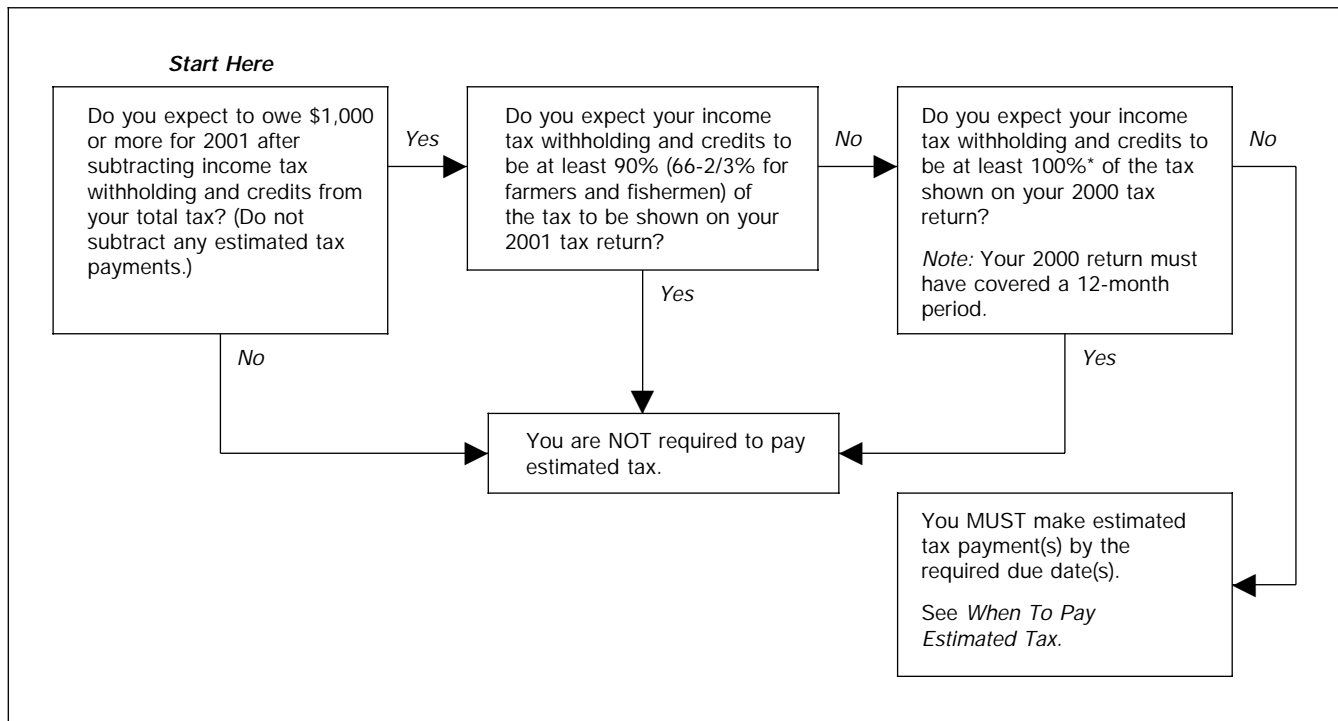 Start Here
Do you expect to owe $1,000
or more for 2001 after
subtracting income tax
withholding and credits from
your total tax? (Do not
subtract any estimated tax
payments.)
Yes
No
Do you expect your income
tax withholding and credits to
be at least 90% (66-2/3% for
farmers and fishermen) of
the tax to be shown on your
2001 tax return?
No
Yes
Do you expect your income
tax withholding and credits to
be at least 100%* of the tax
shown on your 2000 tax
return?
Note: Your 2000 return must
have covered a 12-month
period.
No
Yes
You are NOT required to pay
estimated tax.
You MUST make estimated
tax payment(s) by the
required due date(s).
See When To Pay
Estimated Tax.